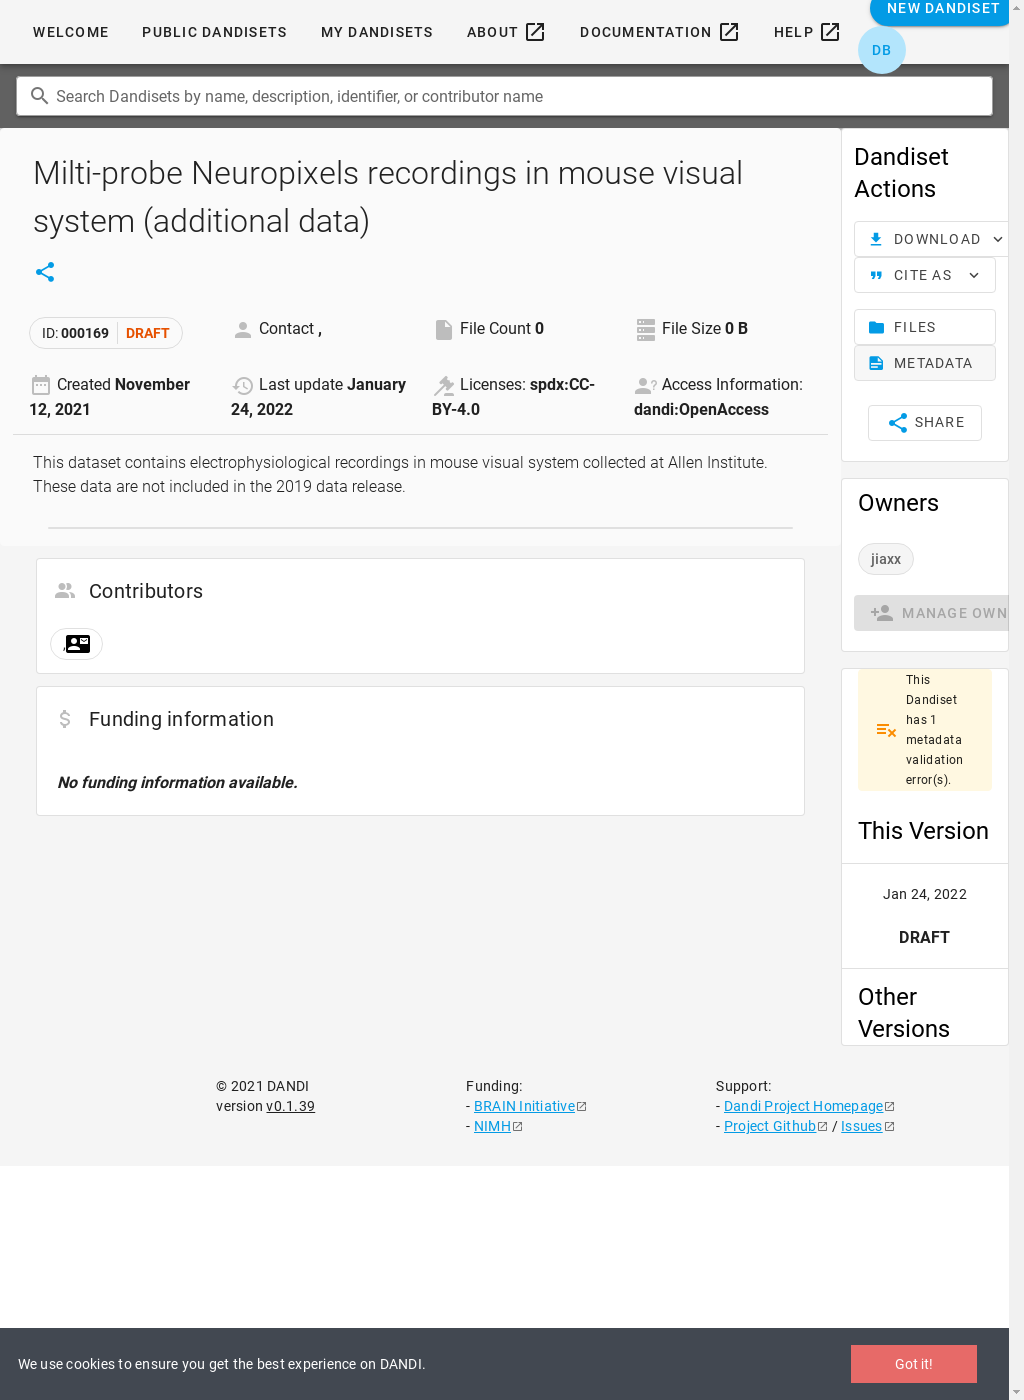 WELCOME
PUBLIC DANDISETS
MY DANDISETS
ABOUT
DOCUMENTATION
HELP
NEW DANDISET
DB
Search Dandisets by name, description, identifier, or contributor name
Milti-probe Neuropixels recordings in mouse visual
system (additional data)
ID: 000169 DRAFT
Contact ,
File Count 0
File Size 0 B
Created November
12, 2021
Last update January
24, 2022
Licenses: spdx:CC-
BY-4.0
Access Information:
dandi:OpenAccess
This dataset contains electrophysiological recordings in mouse visual system collected at Allen Institute.
These data are not included in the 2019 data release.
Contributors
,
Funding information
No funding information available.
Dandiset
Actions
DOWNLOAD
CITE AS
FILES
METADATA
SHARE
Owners
jiaxx
MANAGE OWN
This
Dandiset
has 1
metadata
validation
error(s).
This Version
Jan 24, 2022
DRAFT
Other
Versions
© 2021 DANDI
version v0.1.39
Funding:
- BRAIN Initiative
- NIMH
Support:
- Dandi Project Homepage
- Project Github / Issues
We use cookies to ensure you get the best experience on DANDI.
Got it!